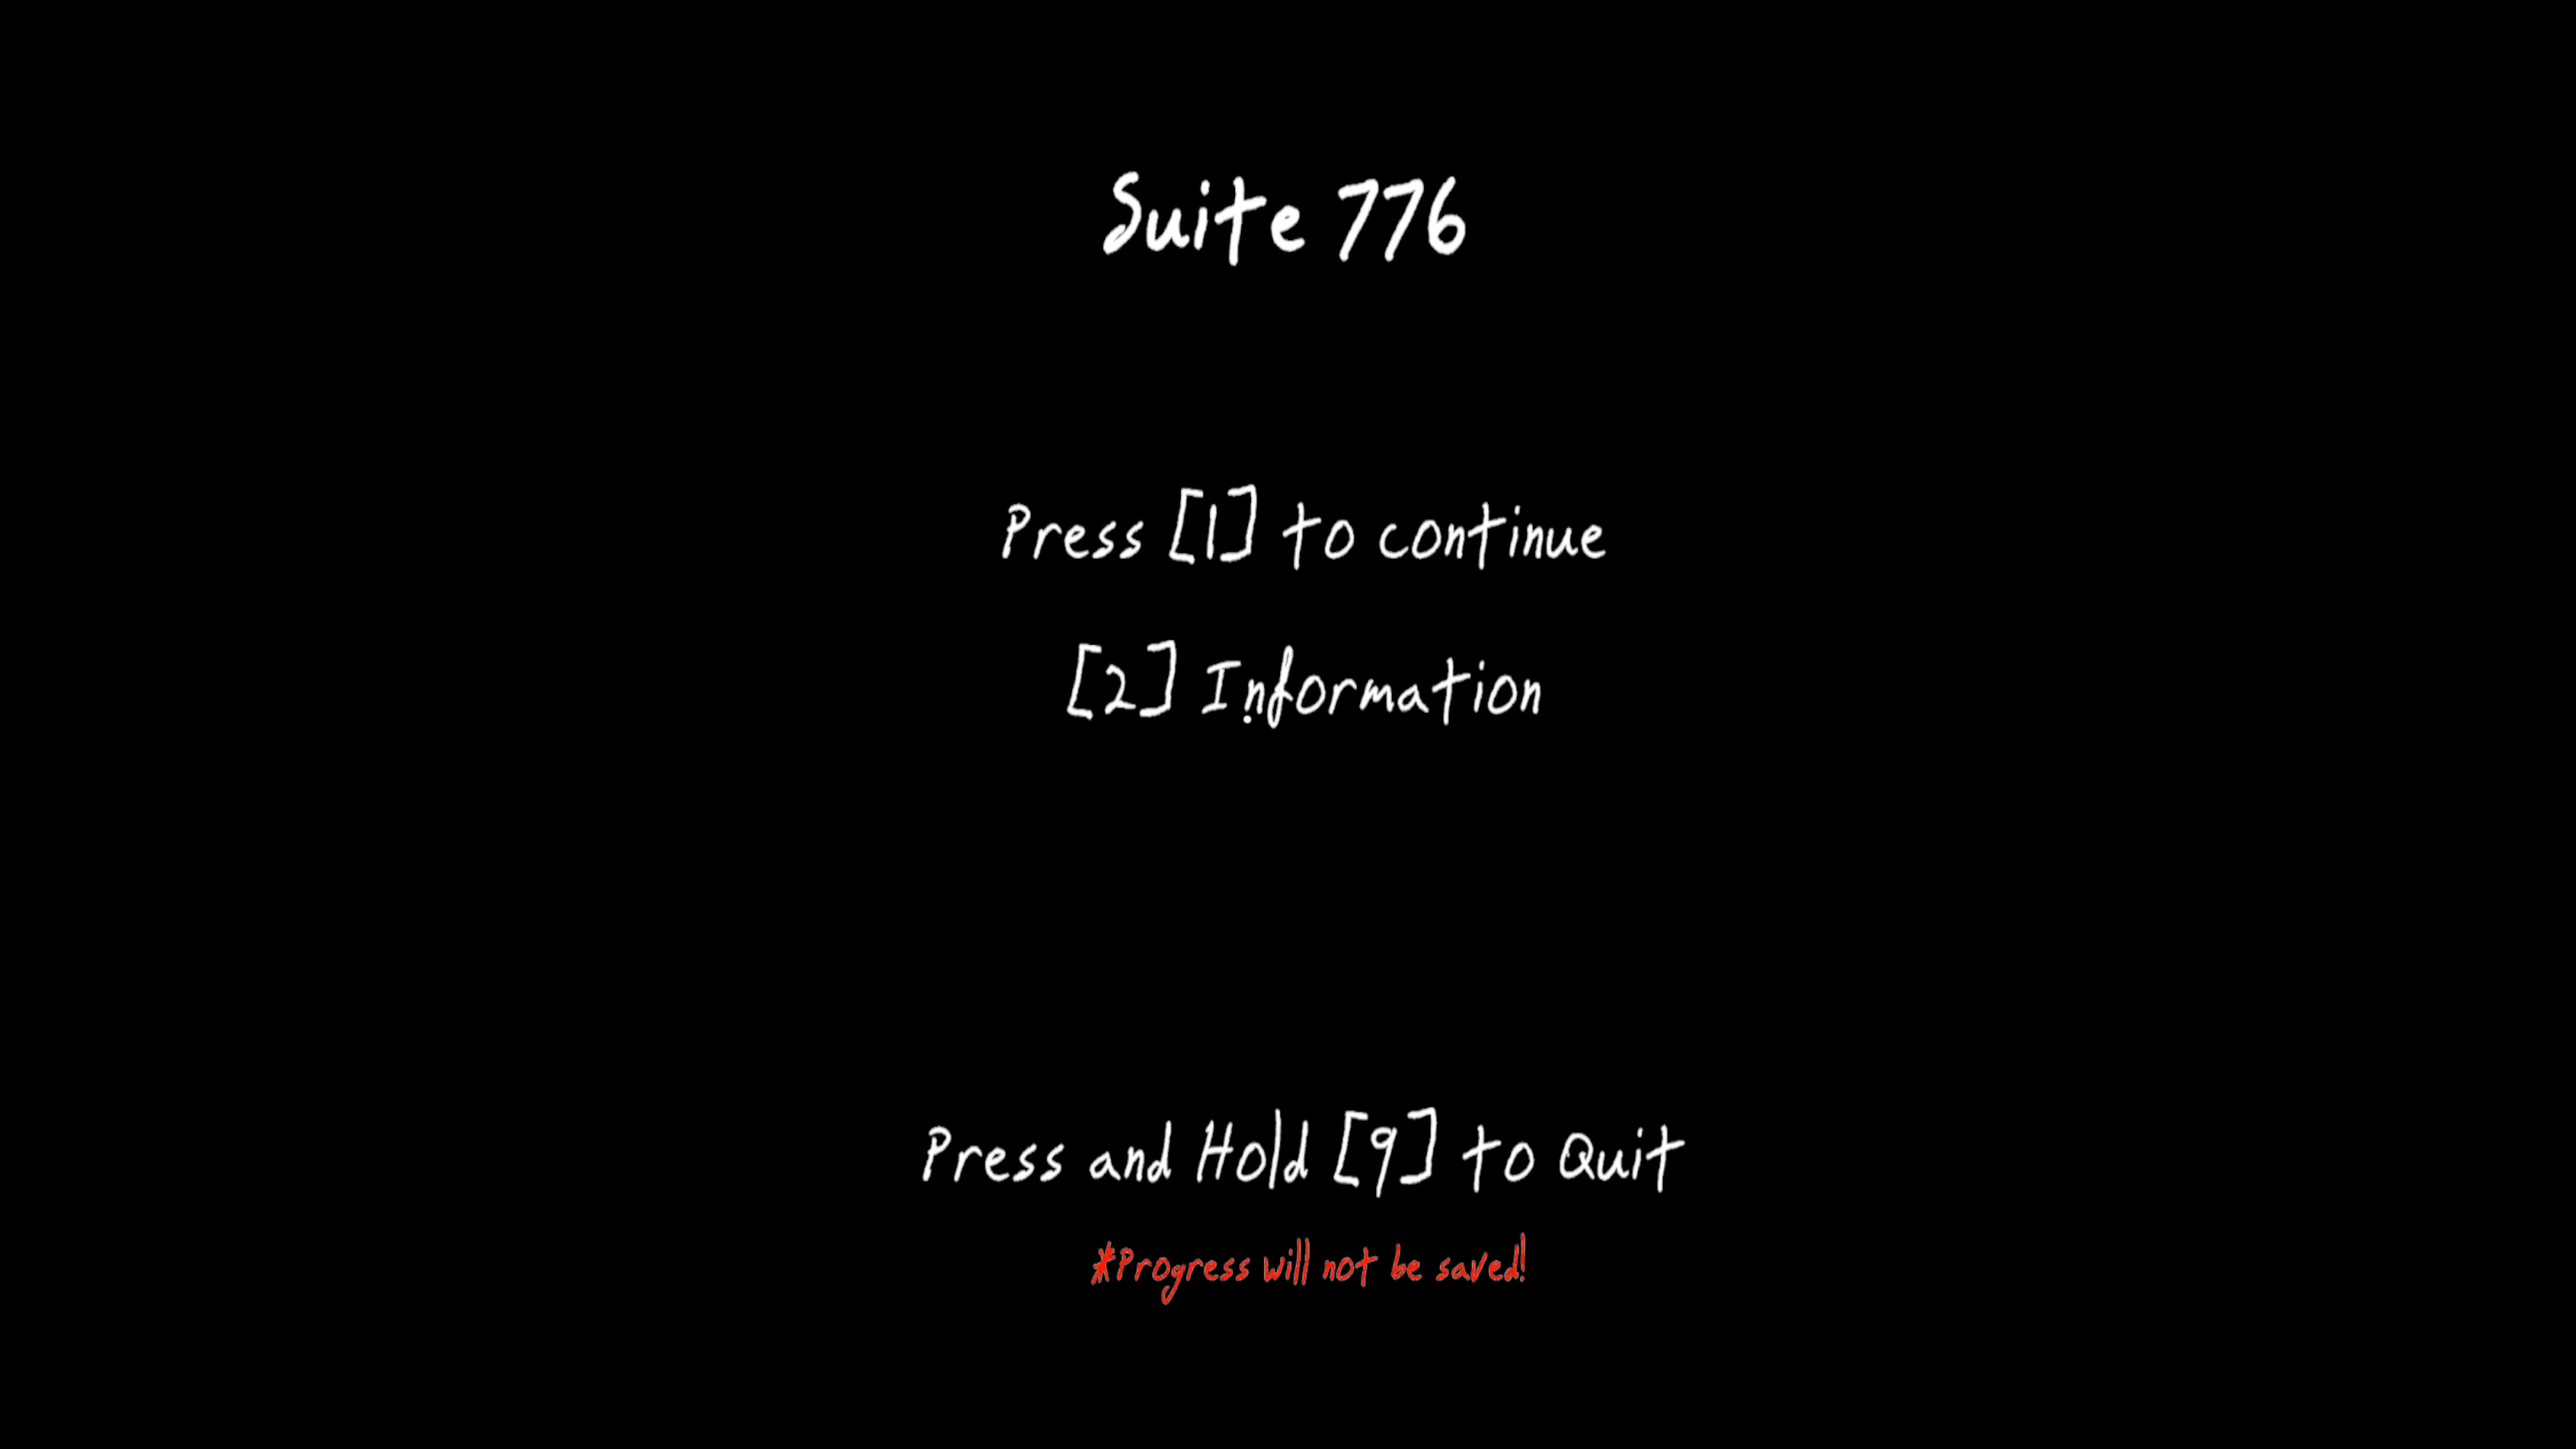 Suite 776
Press [1] to continue
[2] Information
Press and Hold [9] to Quit
*Progress will not be saved!